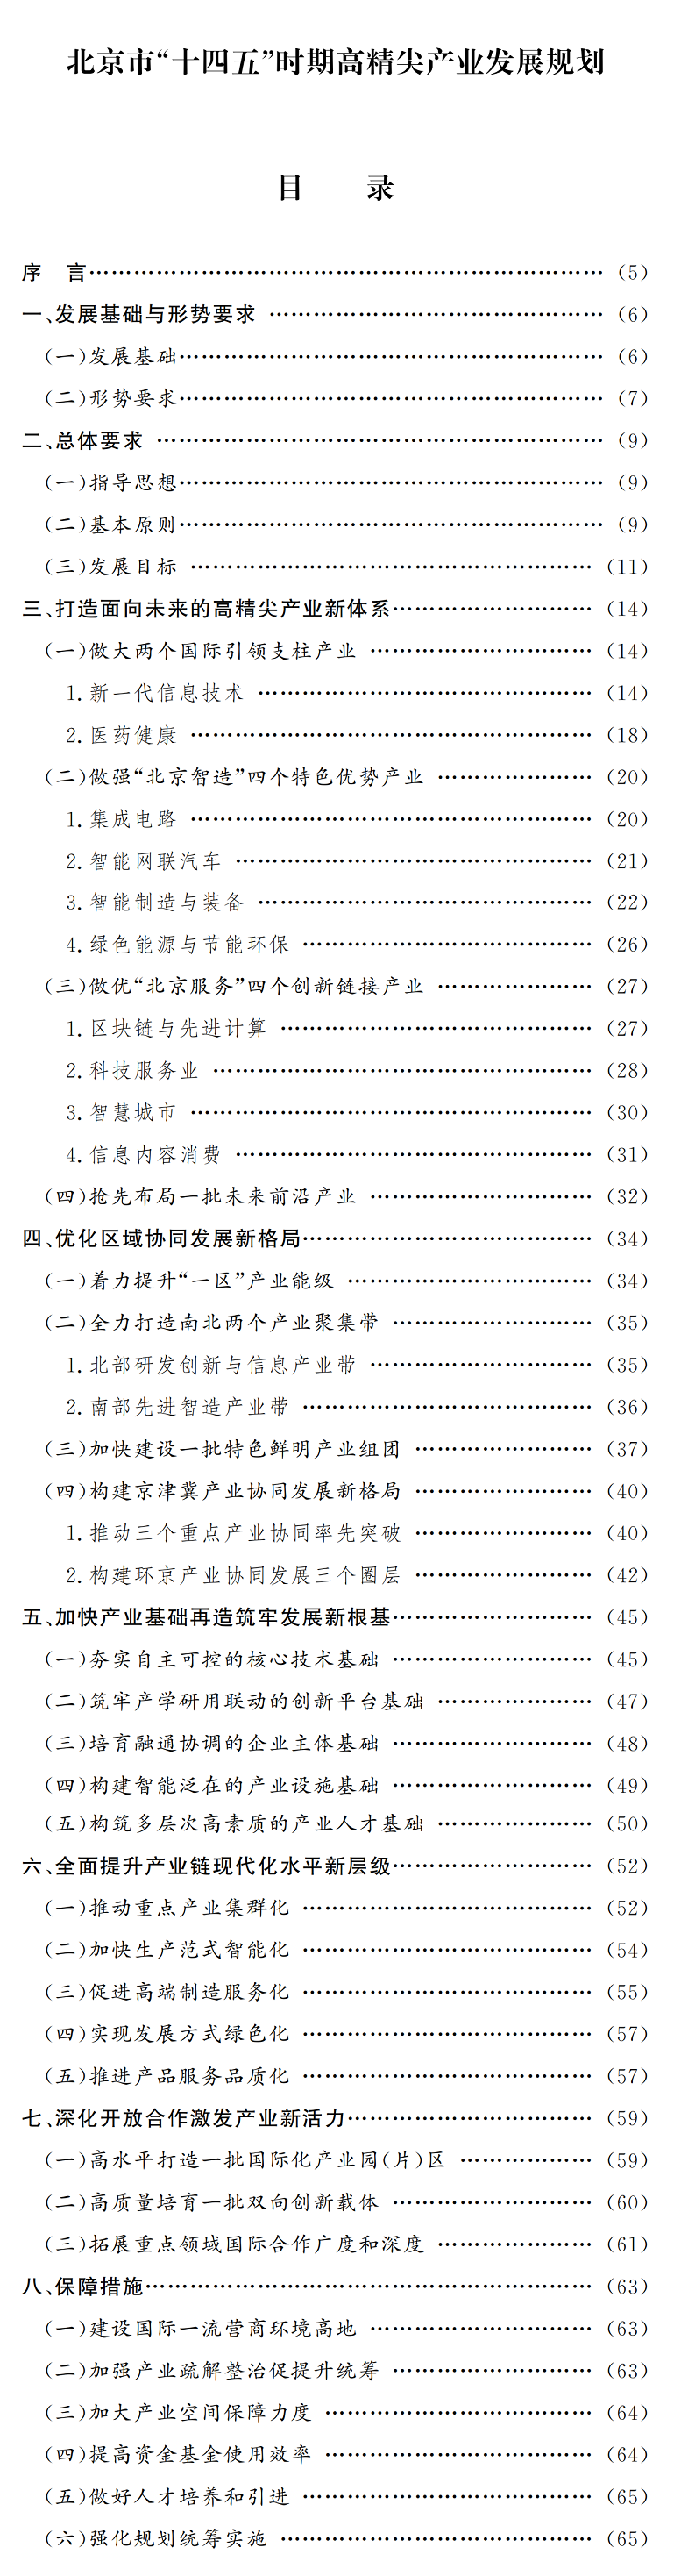 北京市“十四五”时期高精尖产业发展规划
目 录
序 言…………………………………………………………（5）
一、发展基础与形势要求 ……………………………………（6）
（一）发展基础………………………………………………（6）
（二）形势要求………………………………………………（7）
二、总体要求 …………………………………………………（9）
（一）指导思想………………………………………………（9）
（二）基本原则………………………………………………（9）
（三）发展目标 ……………………………………………（11）
三、打造面向未来的高精尖产业新体系……………………（14）
（一）做大两个国际引领支柱产业 ………………………（14）
1. 新一代信息技术 ……………………………………（14）
2. 医药健康 ……………………………………………（18）
（二）做强“北京智造”四个特色优势产业 ………………（20）
1. 集成电路 ……………………………………………（20）
2. 智能网联汽车 ………………………………………（21）
3. 智能制造与装备 ……………………………………（22）
4. 绿色能源与节能环保 ………………………………（26）
（三）做优“北京服务”四个创新链接产业 ………………（27）
1. 区块链与先进计算 …………………………………（27）
2. 科技服务业 …………………………………………（28）
3. 智慧城市 ……………………………………………（30）
4. 信息内容消费 ………………………………………（31）
（四）抢先布局一批未来前沿产业 ………………………（32）
四、优化区域协同发展新格局………………………………（34）
（一）着力提升“一区”产业能级 …………………………（34）
（二）全力打造南北两个产业聚集带 ……………………（35）
1. 北部研发创新与信息产业带 ………………………（35）
2. 南部先进智造产业带 ………………………………（36）
（三）加快建设一批特色鲜明产业组团 …………………（37）
（四）构建京津冀产业协同发展新格局 …………………（40）
1. 推动三个重点产业协同率先突破 …………………（40）
2. 构建环京产业协同发展三个圈层 …………………（42）
五、加快产业基础再造筑牢发展新根基……………………（45）
（一）夯实自主可控的核心技术基础 ……………………（45）
（二）筑牢产学研用联动的创新平台基础 ………………（47）
（三）培育融通协调的企业主体基础 ……………………（48）
（四）构建智能泛在的产业设施基础 ……………………（49）
（五）构筑多层次高素质的产业人才基础 ………………（50）
六、全面提升产业链现代化水平新层级……………………（52）
（一）推动重点产业集群化 ………………………………（52）
（二）加快生产范式智能化 ………………………………（54）
（三）促进高端制造服务化 ………………………………（55）
（四）实现发展方式绿色化 ………………………………（57）
（五）推进产品服务品质化 ………………………………（57）
七、深化开放合作激发产业新活力…………………………（59）
（一）高水平打造一批国际化产业园（片）区 ……………（59）
（二）高质量培育一批双向创新载体 ……………………（60）
（三）拓展重点领域国际合作广度和深度 ………………（61）
八、保障措施…………………………………………………（63）
（一）建设国际一流营商环境高地 ………………………（63）
（二）加强产业疏解整治促提升统筹 ……………………（63）
（三）加大产业空间保障力度 ……………………………（64）
（四）提高资金基金使用效率 ……………………………（64）
（五）做好人才培养和引进 ………………………………（65）
（六）强化规划统筹实施 …………………………………（65）